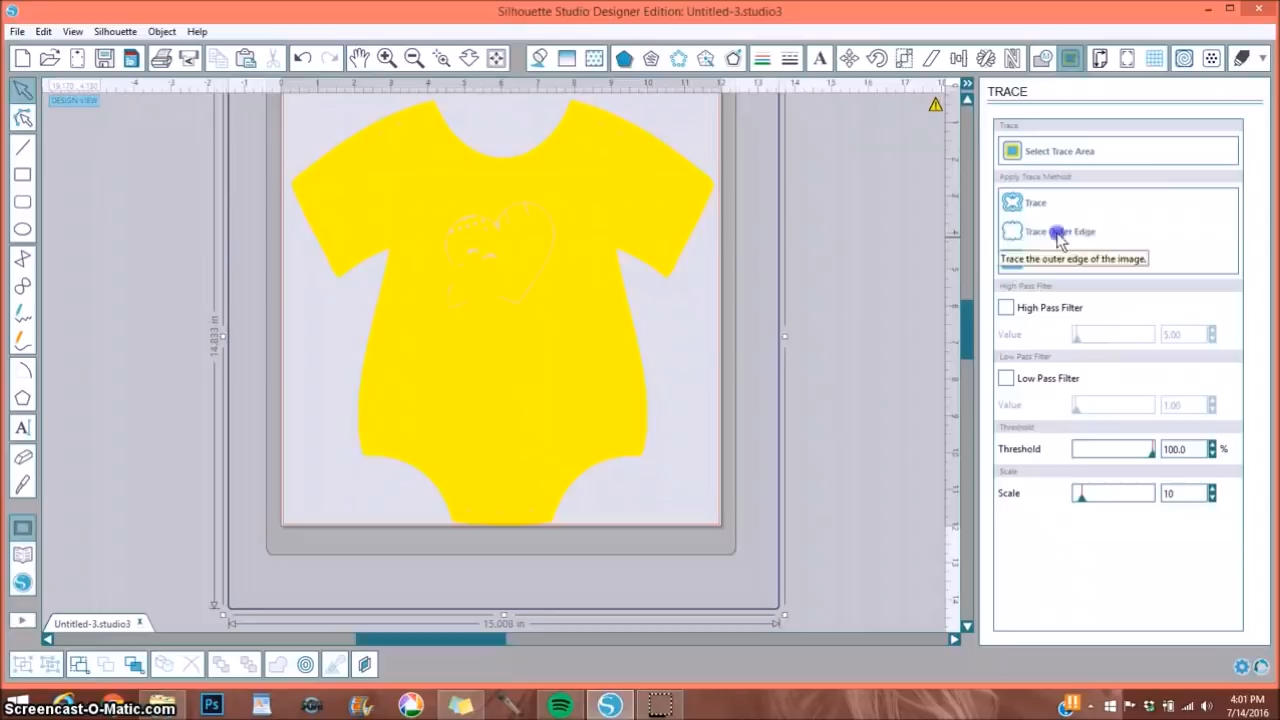 Silhouette Studio Designer Edition: Untitled-3.studio3
File Edit View Silhouette Object Help
DESIGN VIEW
TRACE
Trace
Select Trace Area
Apply Trace Method
Trace
Trace Outer Edge
Trace the outer edge of the image.
High Pass Filter
High Pass Filter
Value 5.00
Low Pass Filter
Low Pass Filter
Value 1.00
Threshold
Threshold 100.0 %
Scale
Scale 10
14.833 in
15.008 in
Untitled-3.studio3 x
Screencast-O-Matic.com
4:01 PM
7/14/2016